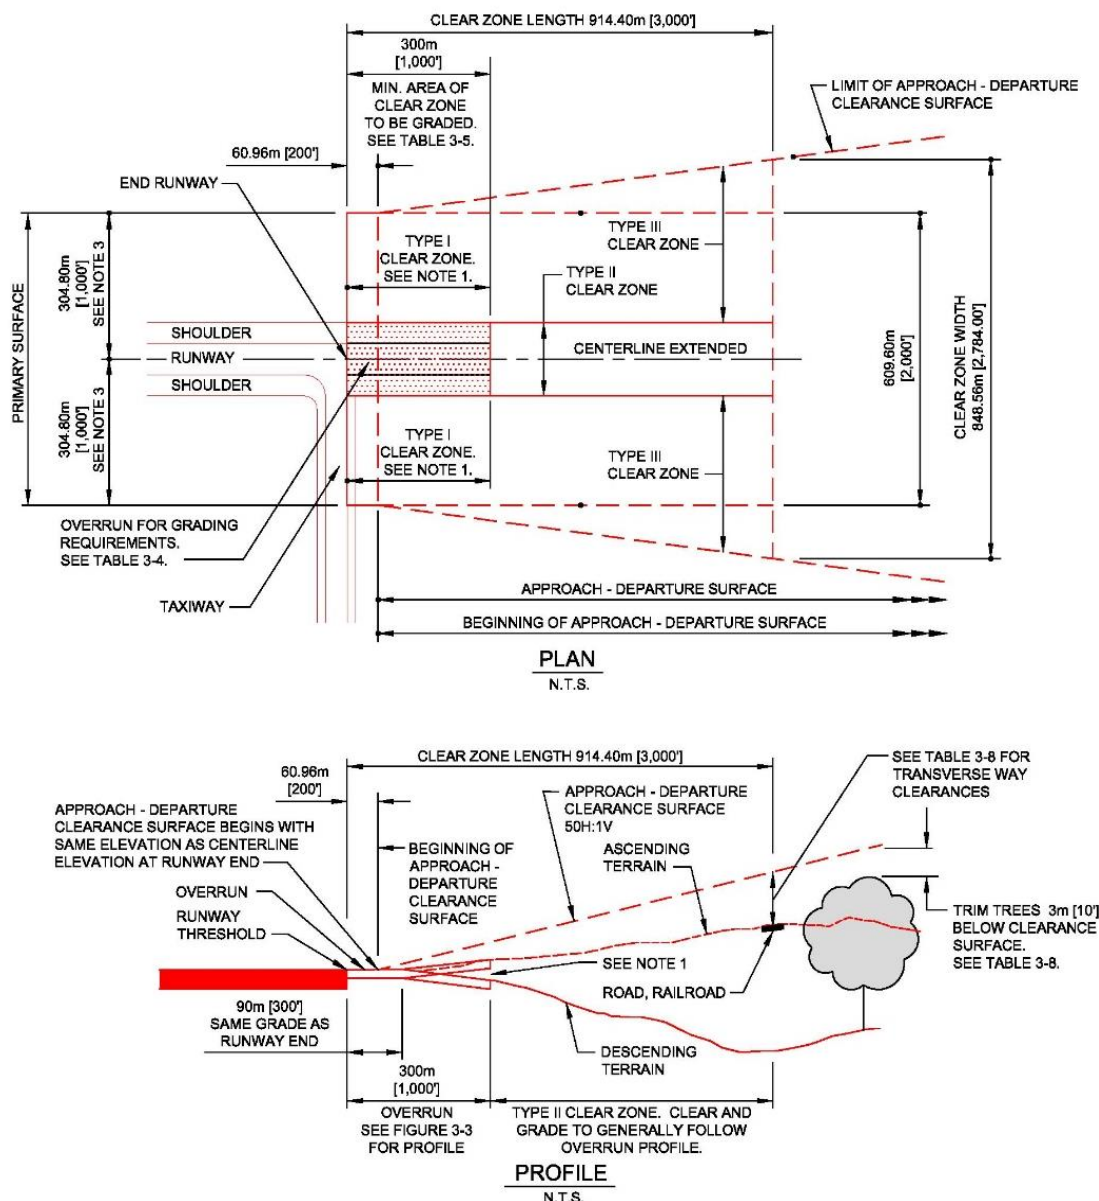 CLEAR ZONE LENGTH 914.40m [3,000']
300m
[1,000']
MIN. AREA OF
CLEAR ZONE
TO BE GRADED.
SEE TABLE 3-5.
LIMIT OF APPROACH - DEPARTURE
CLEARANCE SURFACE
60.96m [200']
END RUNWAY
PRIMARY SURFACE
304.80m
[1,000']
SEE NOTE 3
304.80m
[1,000']
SEE NOTE 3
TYPE I
CLEAR ZONE.
SEE NOTE 1.
TYPE III
CLEAR ZONE
TYPE II
CLEAR ZONE
SHOULDER
RUNWAY
SHOULDER
CENTERLINE EXTENDED
609.60m
[2,000']
CLEAR ZONE WIDTH
848.56m [2,784.00']
TYPE I
CLEAR ZONE.
SEE NOTE 1.
TYPE III
CLEAR ZONE
OVERRUN FOR GRADING
REQUIREMENTS.
SEE TABLE 3-4.
TAXIWAY
APPROACH - DEPARTURE SURFACE
BEGINNING OF APPROACH - DEPARTURE SURFACE
PLAN
N.T.S.
CLEAR ZONE LENGTH 914.40m [3,000']
60.96m
[200']
SEE TABLE 3-8 FOR
TRANSVERSE WAY
CLEARANCES
APPROACH - DEPARTURE
CLEARANCE SURFACE BEGINS WITH
SAME ELEVATION AS CENTERLINE
ELEVATION AT RUNWAY END
APPROACH - DEPARTURE
CLEARANCE SURFACE
50H:1V
BEGINNING OF
APPROACH -
DEPARTURE
CLEARANCE
SURFACE
ASCENDING
TERRAIN
OVERRUN
RUNWAY
THRESHOLD
TRIM TREES 3m [10']
BELOW CLEARANCE
SURFACE.
SEE TABLE 3-8.
SEE NOTE 1
ROAD, RAILROAD
90m [300']
SAME GRADE AS
RUNWAY END
DESCENDING
TERRAIN
300m
[1,000']
OVERRUN
SEE FIGURE 3-3
FOR PROFILE
TYPE II CLEAR ZONE. CLEAR AND
GRADE TO GENERALLY FOLLOW
OVERRUN PROFILE.
PROFILE
N.T.S.